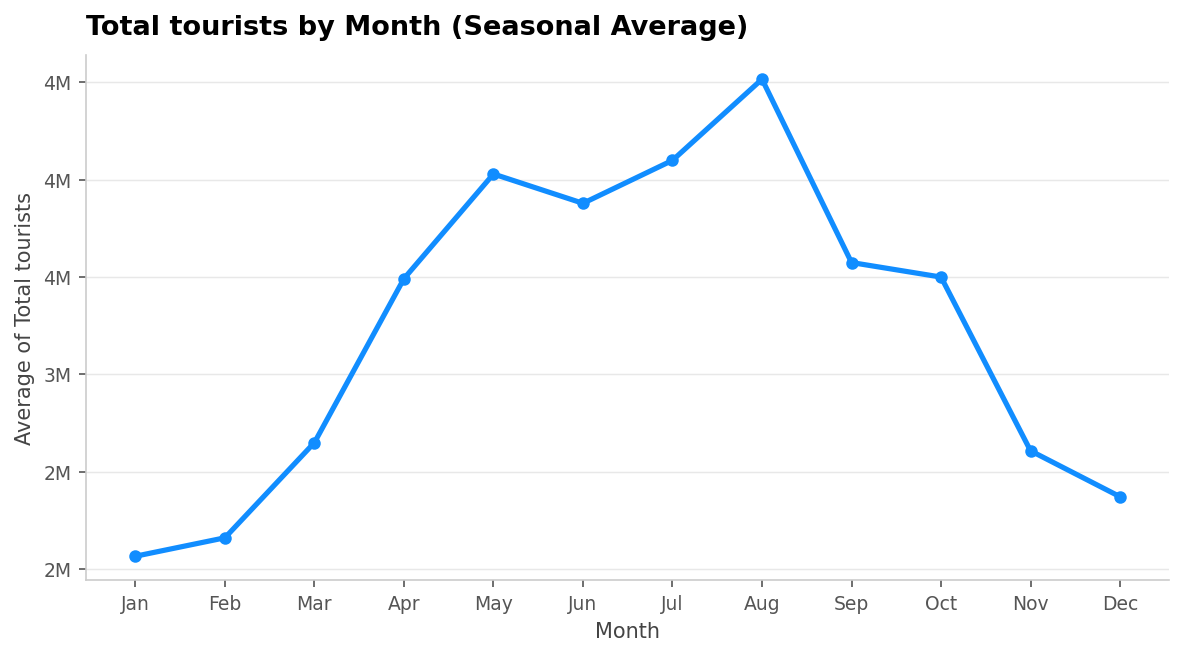 Total tourists by Month (Seasonal Average)
4M
4M
4M
3M
2M
2M
Average of Total tourists
Jan Feb Mar Apr May Jun Jul Aug Sep Oct Nov Dec
Month